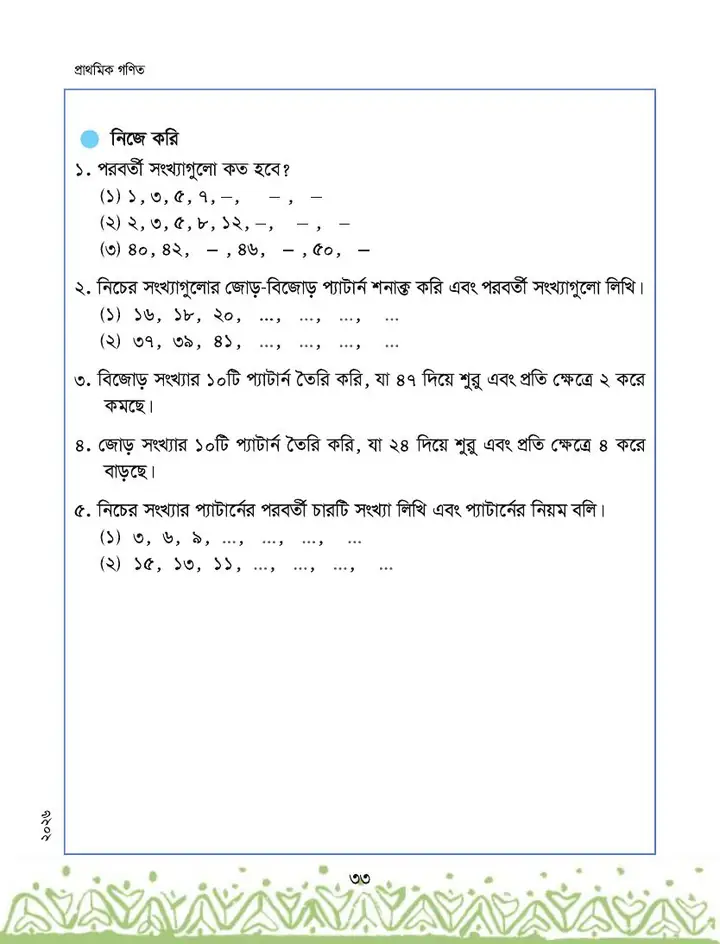 প্রাথমিক গণিত
নিজে করি
১. পরবর্তী সংখ্যাগুলো কত হবে?
(১) ১, ৩, ৫, ৭, –, – , –
(২) ২, ৩, ৫, ৮, ১২, –, – , –
(৩) ৪০, ৪২, – , ৪৬, – , ৫০, –
২. নিচের সংখ্যাগুলোর জোড়-বিজোড় প্যাটার্ন শনাক্ত করি এবং পরবর্তী সংখ্যাগুলো লিখি।
(১) ১৬, ১৮, ২০, ..., ..., ..., ...
(২) ৩৭, ৩৯, ৪১, ..., ..., ..., ...
৩. বিজোড় সংখ্যার ১০টি প্যাটার্ন তৈরি করি, যা ৪৭ দিয়ে শুরু এবং প্রতি ক্ষেত্রে ২ করে
কমছে।
৪. জোড় সংখ্যার ১০টি প্যাটার্ন তৈরি করি, যা ২৪ দিয়ে শুরু এবং প্রতি ক্ষেত্রে ৪ করে
বাড়ছে।
৫. নিচের সংখ্যার প্যাটার্নের পরবর্তী চারটি সংখ্যা লিখি এবং প্যাটার্নের নিয়ম বলি।
(১) ৩, ৬, ৯, ..., ..., ..., ...
(২) ১৫, ১৩, ১১, ..., ..., ..., ...
২০২৬
৩৩